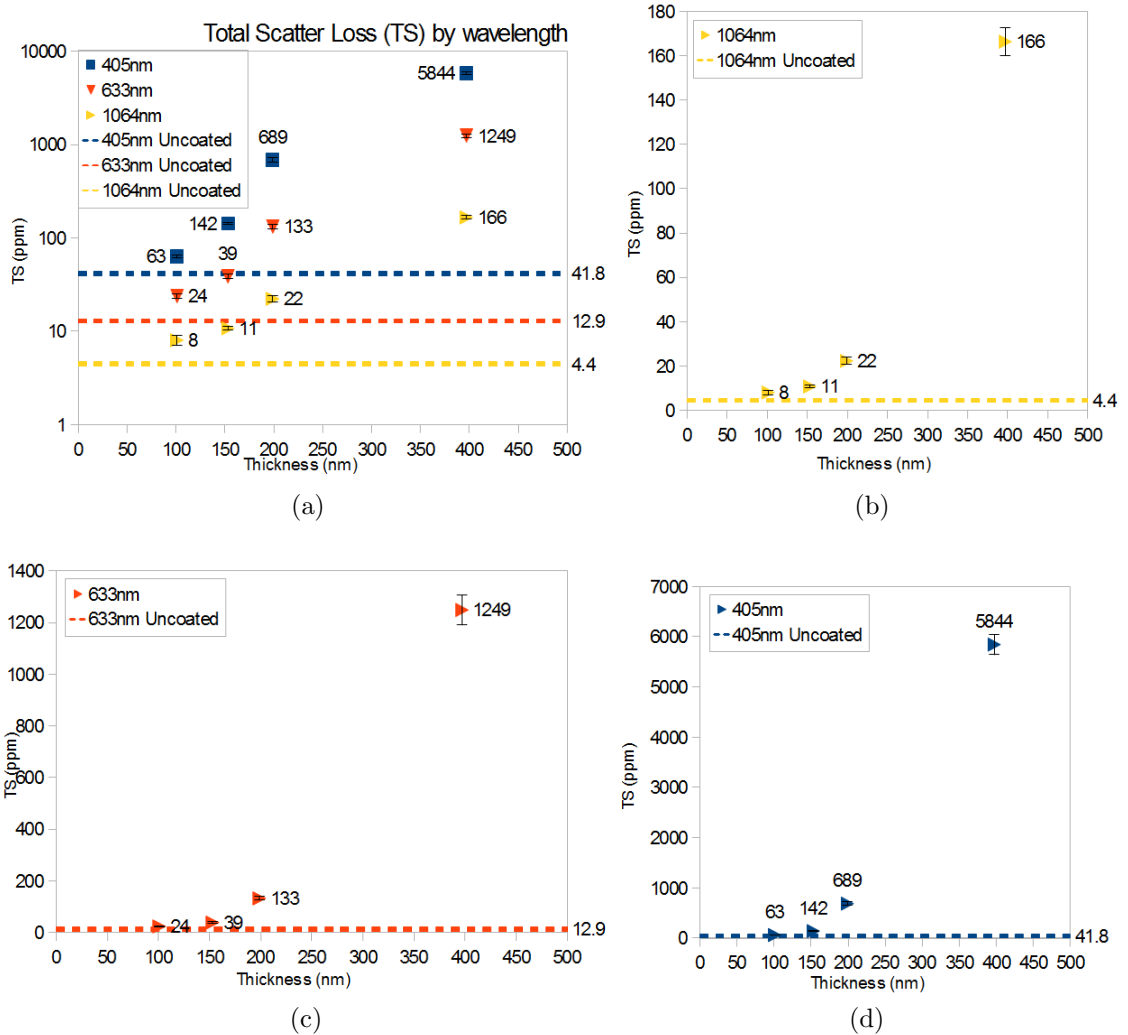 Total Scatter Loss (TS) by wavelength
10000
1000
100
10
1
TS (ppm)
405nm
633nm
1064nm
405nm Uncoated
633nm Uncoated
1064nm Uncoated
5844
689
1249
142
133
166
63
39
24
22
8
11
41.8
12.9
4.4
0 50 100 150 200 250 300 350 400 450 500
Thickness (nm)
(a)
180
160
140
120
100
80
60
40
20
0
TS (ppm)
1064nm
1064nm Uncoated
166
22
11
8
4.4
0 50 100 150 200 250 300 350 400 450 500
Thickness (nm)
(b)
1400
1200
1000
800
600
400
200
0
TS (ppm)
633nm
633nm Uncoated
1249
133
39
24
12.9
0 50 100 150 200 250 300 350 400 450 500
Thickness (nm)
(c)
7000
6000
5000
4000
3000
2000
1000
0
TS (ppm)
405nm
405nm Uncoated
5844
689
142
63
41.8
0 50 100 150 200 250 300 350 400 450 500
Thickness (nm)
(d)